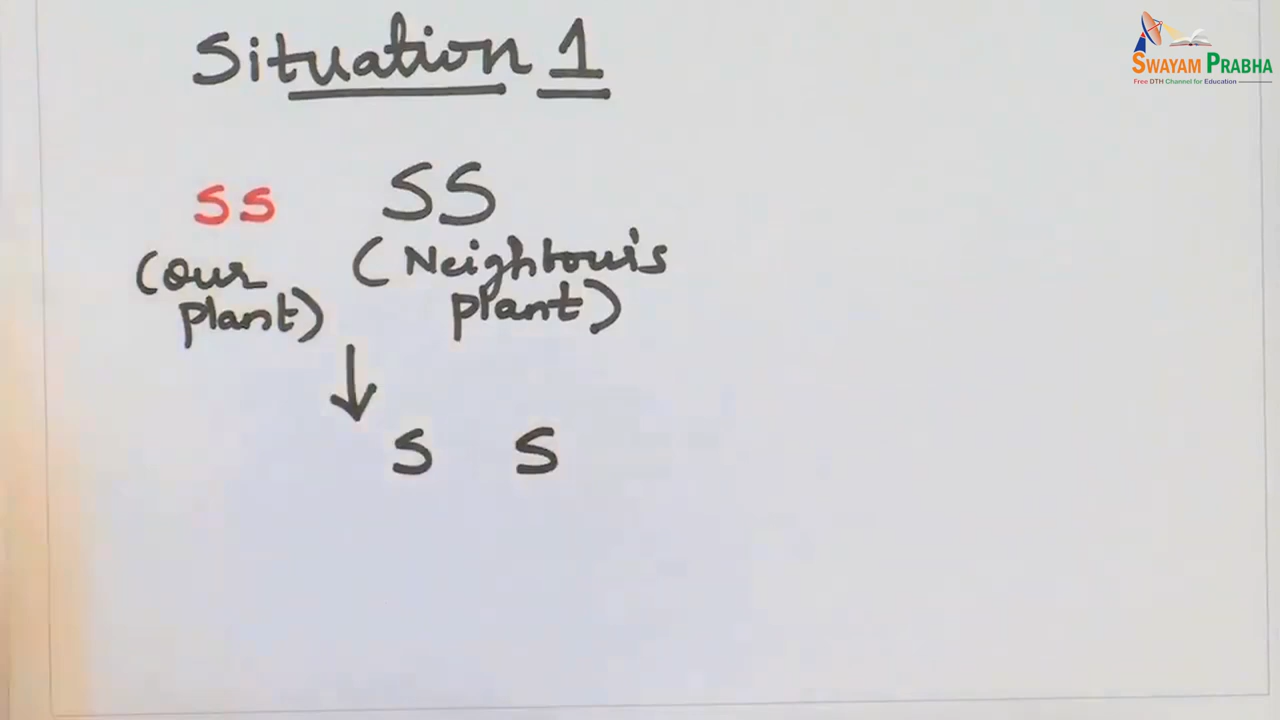 Situation 1
ss SS
(our (Neighbour's
plant) plant)
↓
S S
SWAYAM PRABHA
Free DTH Channel for Education